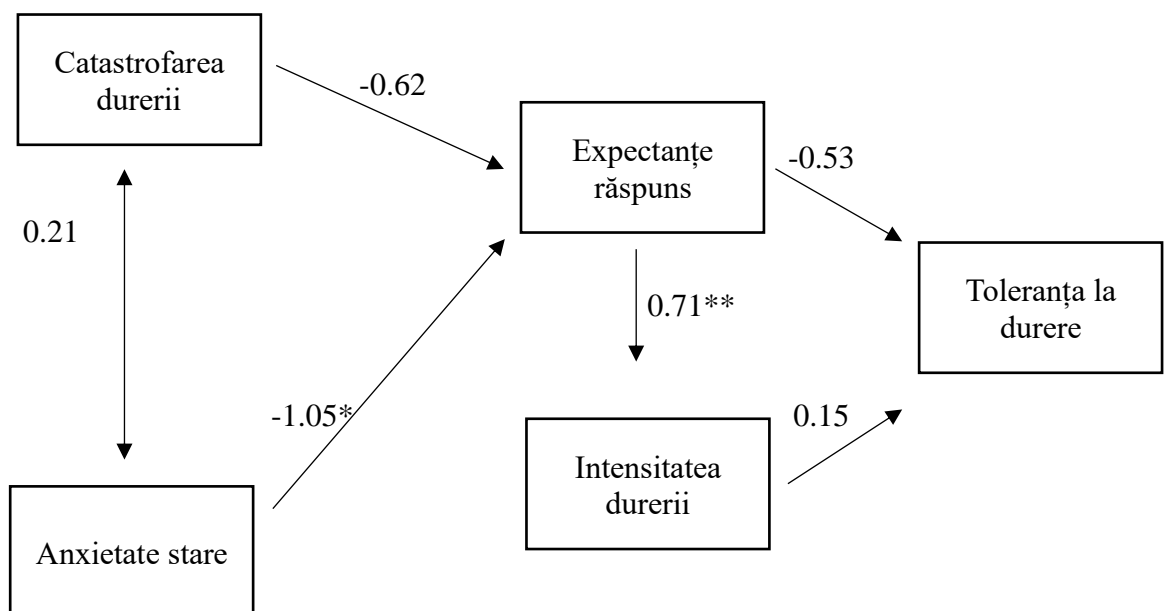 Catastrofarea
durerii
-0.62
Expectanțe
răspuns
-0.53
0.21
Toleranța la
durere
0.71**
-1.05*
0.15
Intensitatea
durerii
Anxietate stare